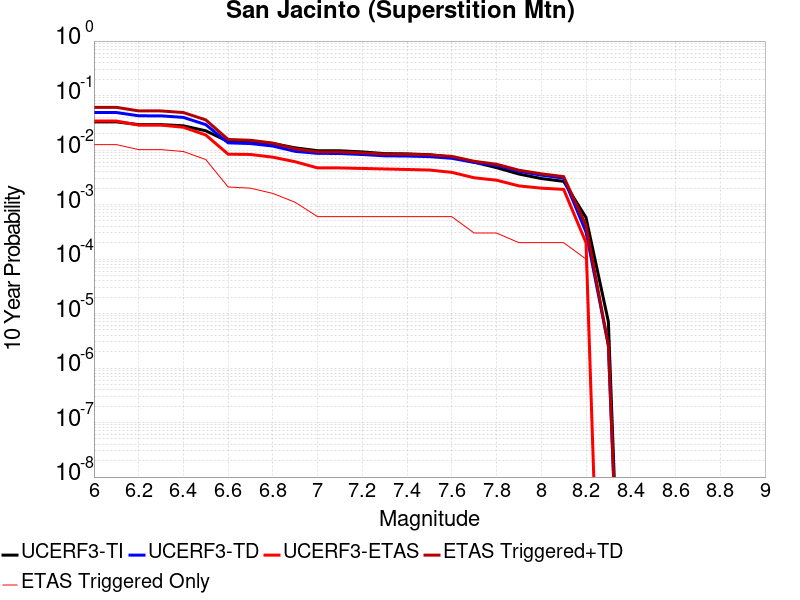 San Jacinto (Superstition Mtn)
10^0
10^-1
10^-2
10^-3
10^-4
10^-5
10^-6
10^-7
10^-8
10 Year Probability
6 6.2 6.4 6.6 6.8 7 7.2 7.4 7.6 7.8 8 8.2 8.4 8.6 8.8 9
Magnitude
UCERF3-TI UCERF3-TD UCERF3-ETAS ETAS Triggered+TD
ETAS Triggered Only